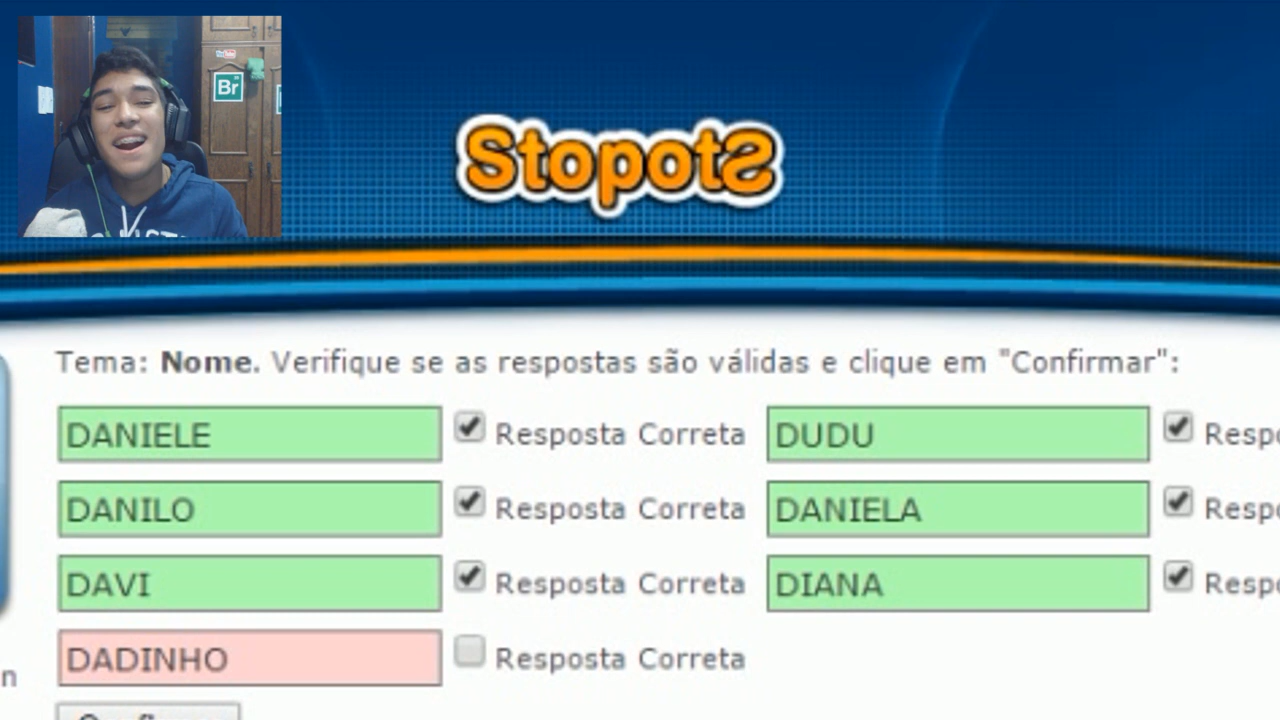 Br
StopotS
Tema: Nome. Verifique se as respostas são válidas e clique em "Confirmar":
DANIELE Resposta Correta DUDU
DANILO Resposta Correta DANIELA
DAVI Resposta Correta DIANA
DADINHO Resposta Correta